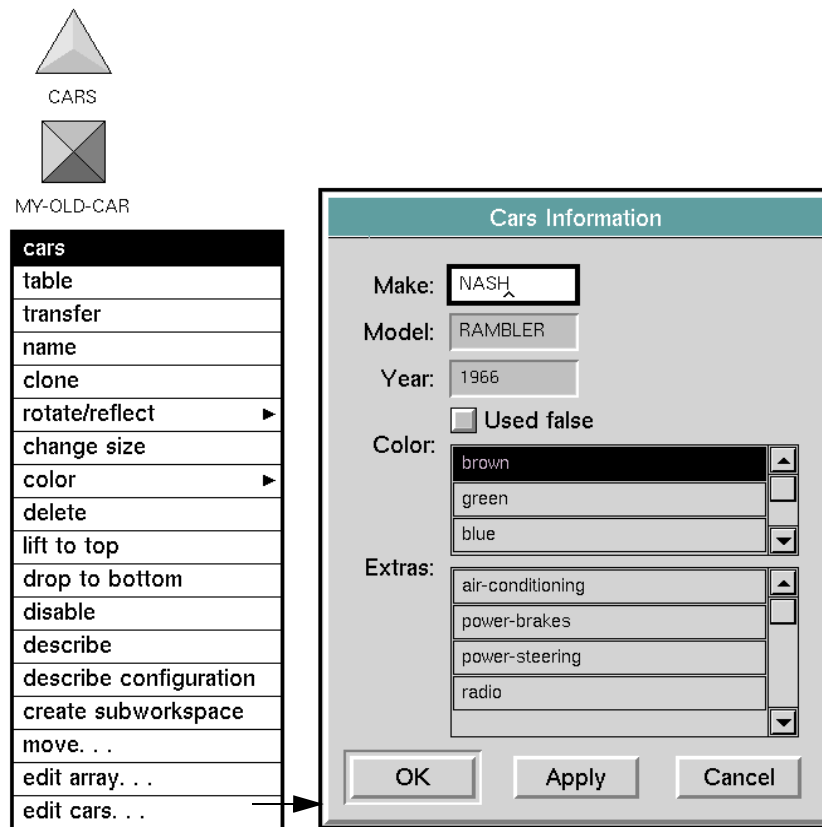 CARS
MY-OLD-CAR
cars
table
transfer
name
clone
rotate/reflect
change size
color
delete
lift to top
drop to bottom
disable
describe
describe configuration
create subworkspace
move. . .
edit array. . .
edit cars. . .
Cars Information
Make: NASH
Model: RAMBLER
Year: 1966
Used false
Color:
brown
green
blue
Extras:
air-conditioning
power-brakes
power-steering
radio
OK Apply Cancel